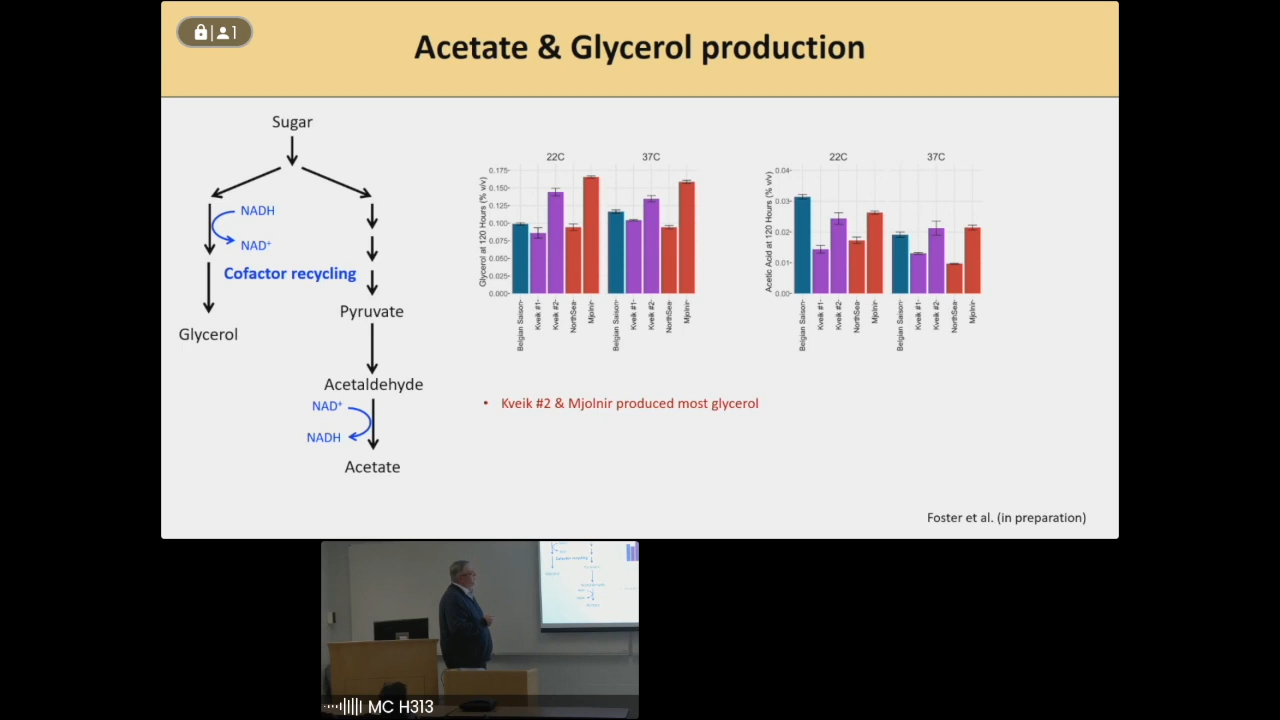 1
Acetate & Glycerol production
Sugar
NADH
NAD⁺
Cofactor recycling
Glycerol
Pyruvate
Acetaldehyde
NAD⁺
NADH
Acetate
22C
37C
Glycerol at 120 Hours (% v/v)
0.175
0.150
0.125
0.100
0.075
0.050
0.025
0.000
Belgian Saison
Kveik #1
Kveik #2
NorthSea
Mjolnir
Belgian Saison
Kveik #1
Kveik #2
NorthSea
Mjolnir
22C
37C
Acetic Acid at 120 Hours (% v/v)
0.04
0.03
0.02
0.01
0.00
Belgian Saison
Kveik #1
Kveik #2
NorthSea
Mjolnir
Belgian Saison
Kveik #1
Kveik #2
NorthSea
Mjolnir
• Kveik #2 & Mjolnir produced most glycerol
Foster et al. (in preparation)
MC H313